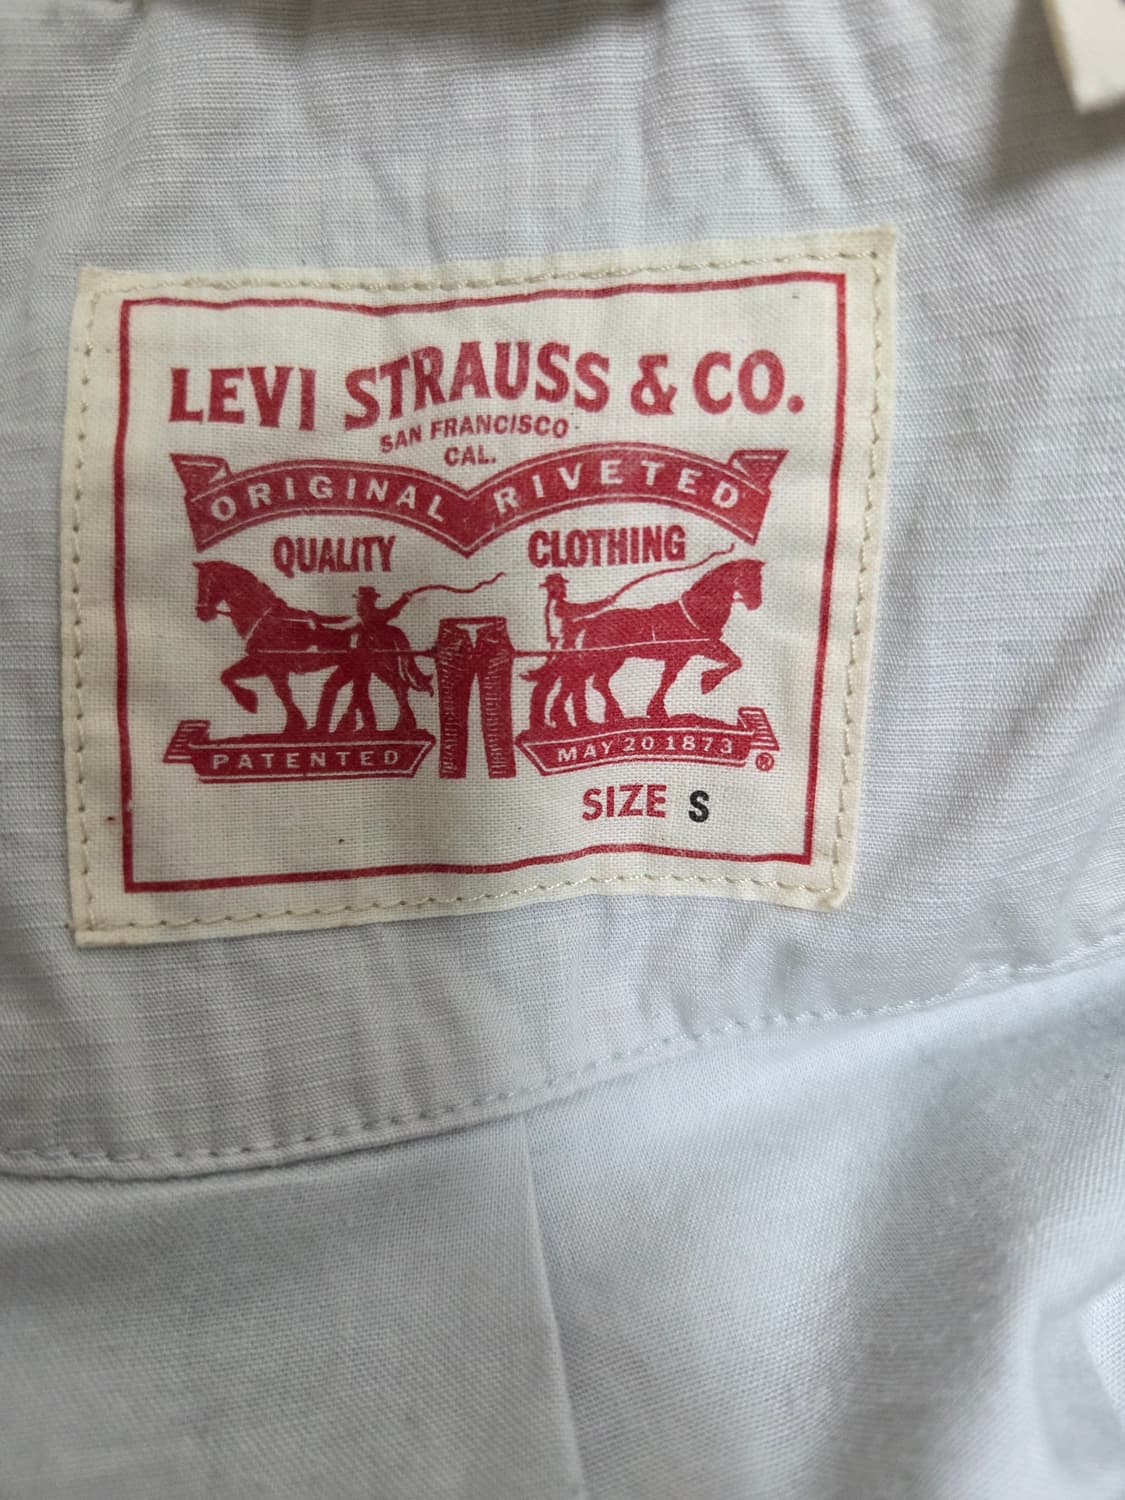 LEVI STRAUSS & CO.
SAN FRANCISCO
CAL.
ORIGINAL RIVETED
QUALITY CLOTHING
PATENTED MAY 20 1873 ®
SIZE S